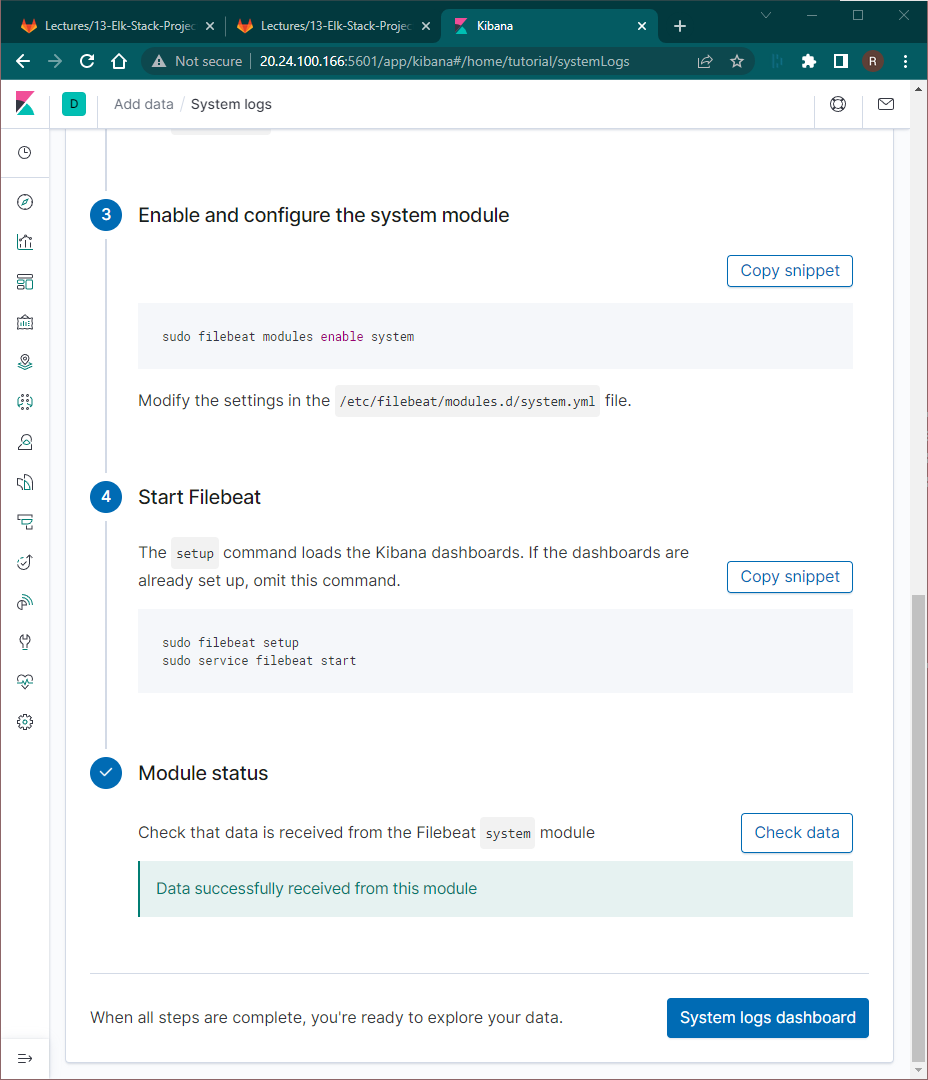 Lectures/13-Elk-Stack-Projec
Lectures/13-Elk-Stack-Projec
Kibana
Not secure
20.24.100.166:5601/app/kibana#/home/tutorial/systemLogs
R
D
Add data / System logs
3
Enable and configure the system module
Copy snippet
sudo filebeat modules enable system
Modify the settings in the /etc/filebeat/modules.d/system.yml file.
4
Start Filebeat
The setup command loads the Kibana dashboards. If the dashboards are
already set up, omit this command.
Copy snippet
sudo filebeat setup
sudo service filebeat start
Module status
Check that data is received from the Filebeat system module
Check data
Data successfully received from this module
When all steps are complete, you're ready to explore your data.
System logs dashboard